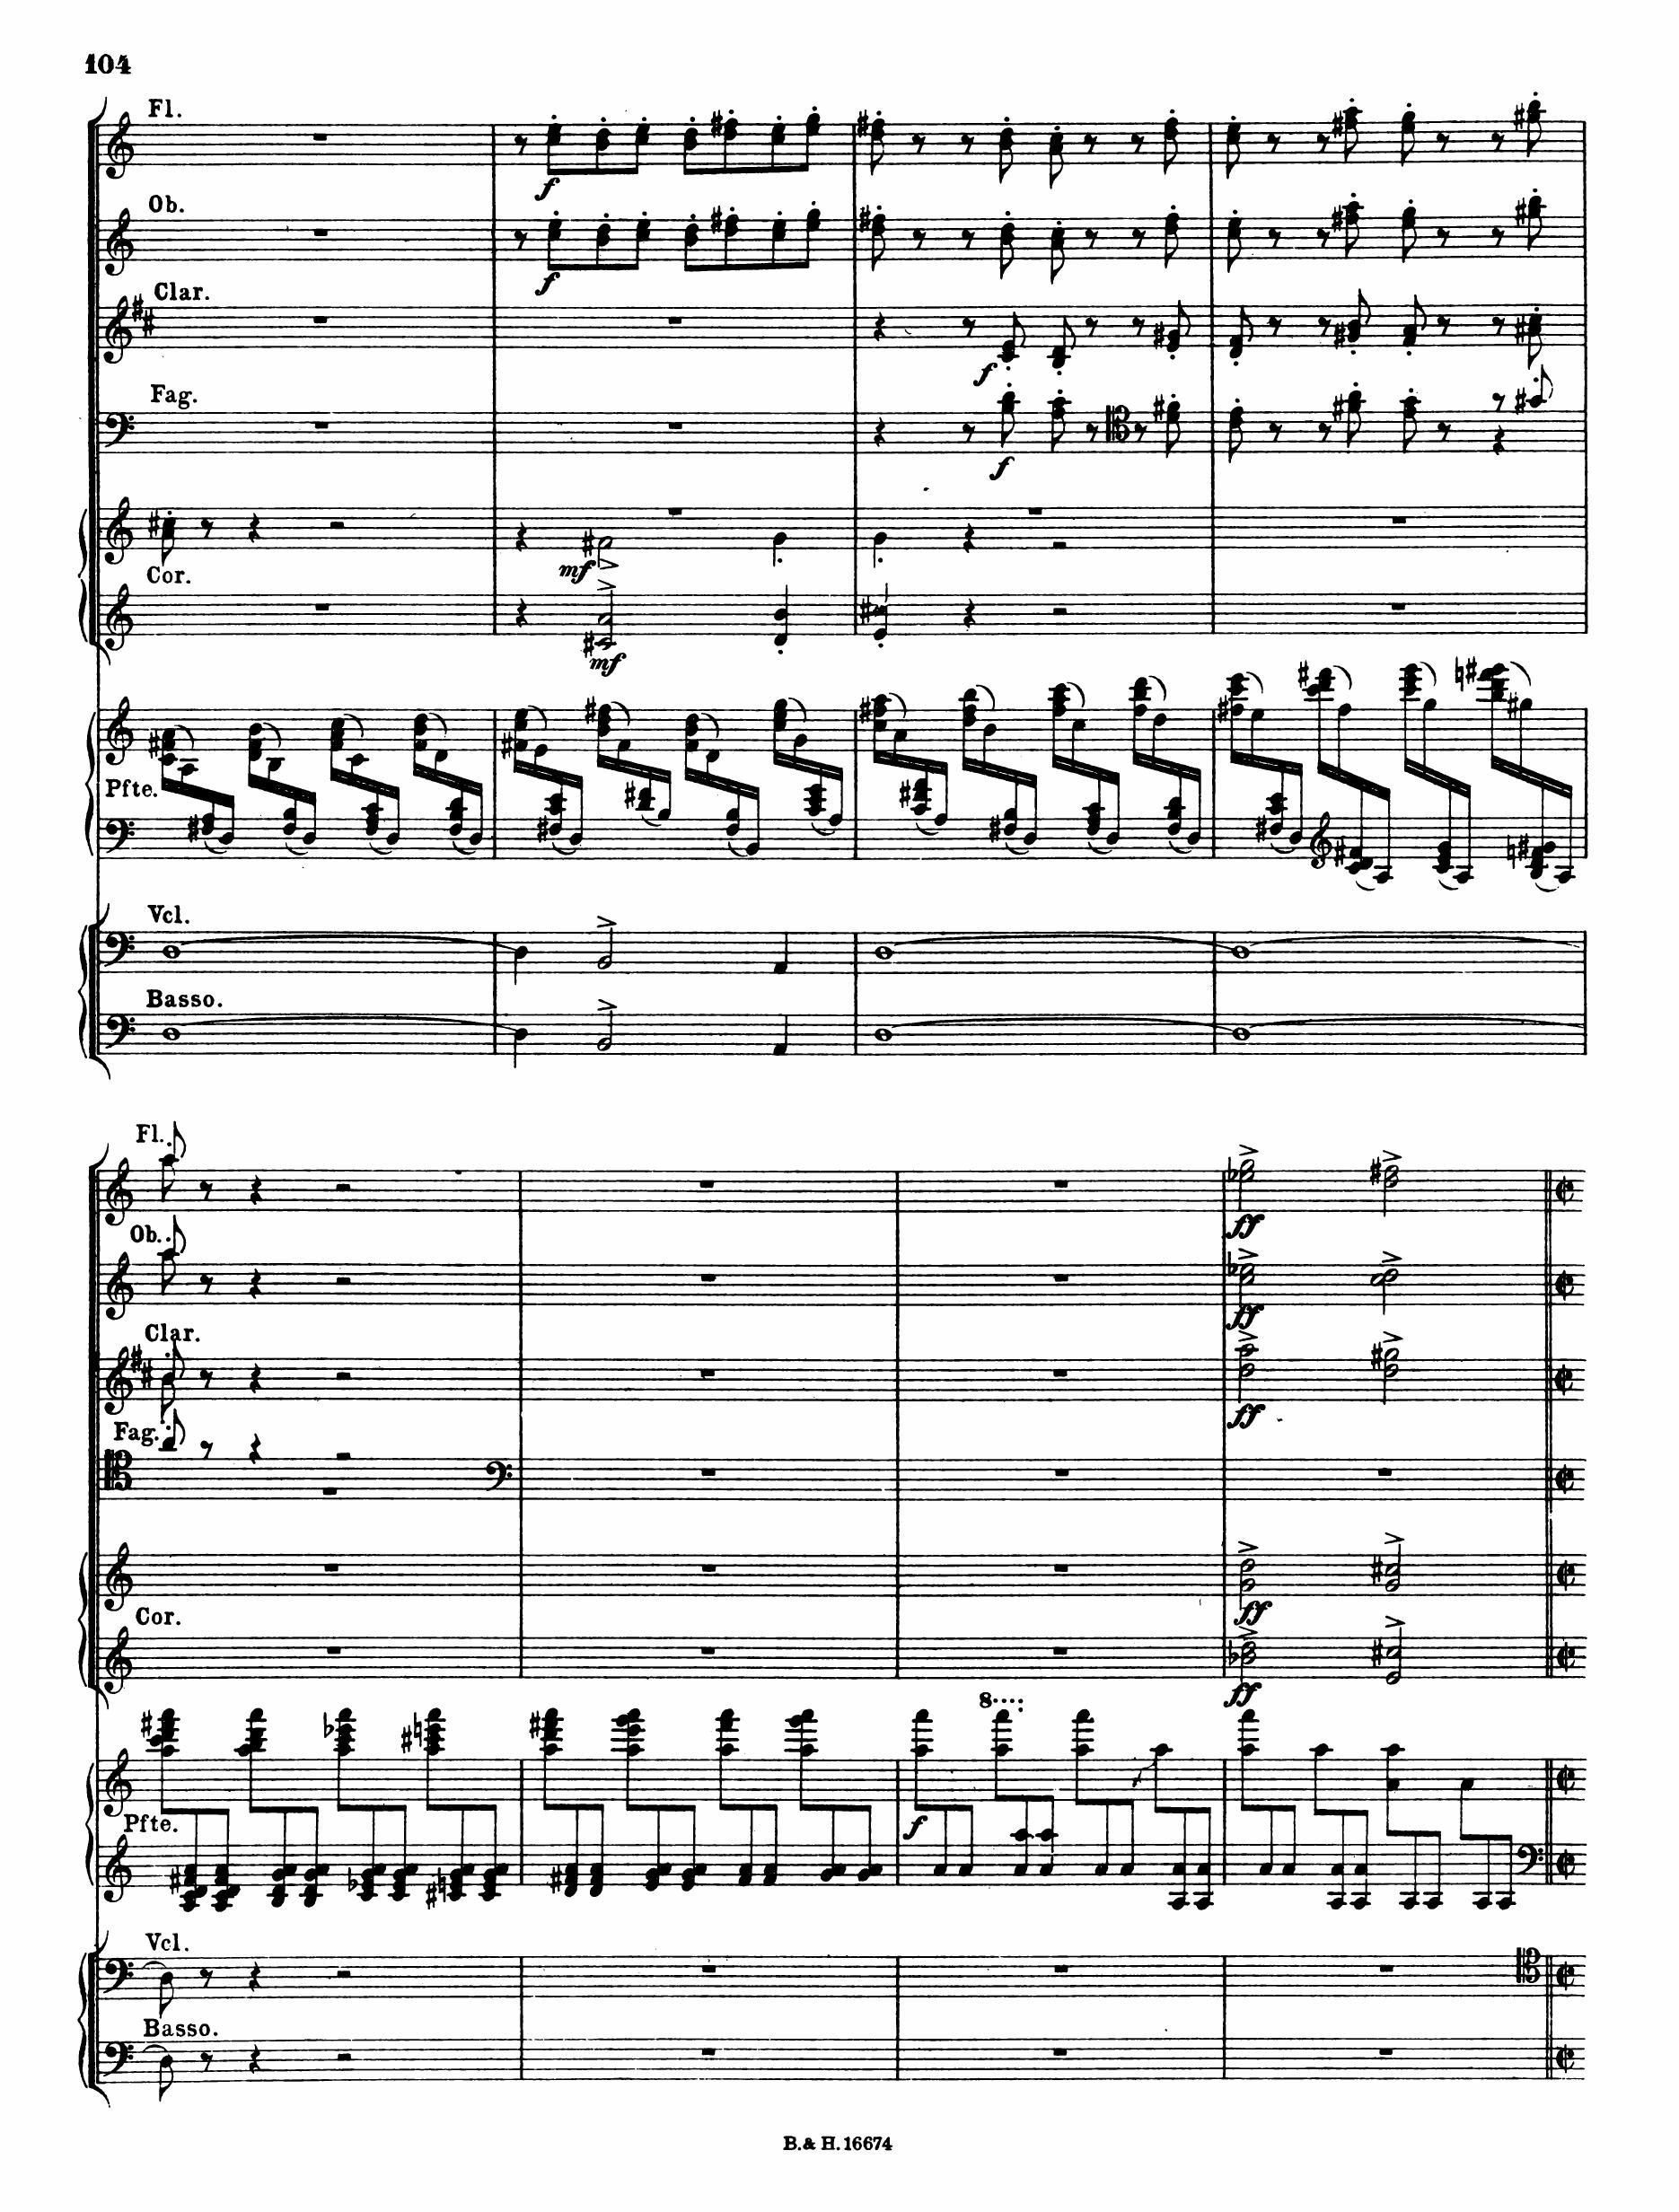 104
Fl.
f
Ob.
f
Clar.
f
Fag.
f
mf
Cor.
mf
Pfte.
Vcl.
Basso.
Fl.
ff
Ob.
ff
Clar.
ff
Fag.
ff
Cor.
ff
8....
f
Pfte.
Vcl.
Basso.
B. & H. 16674